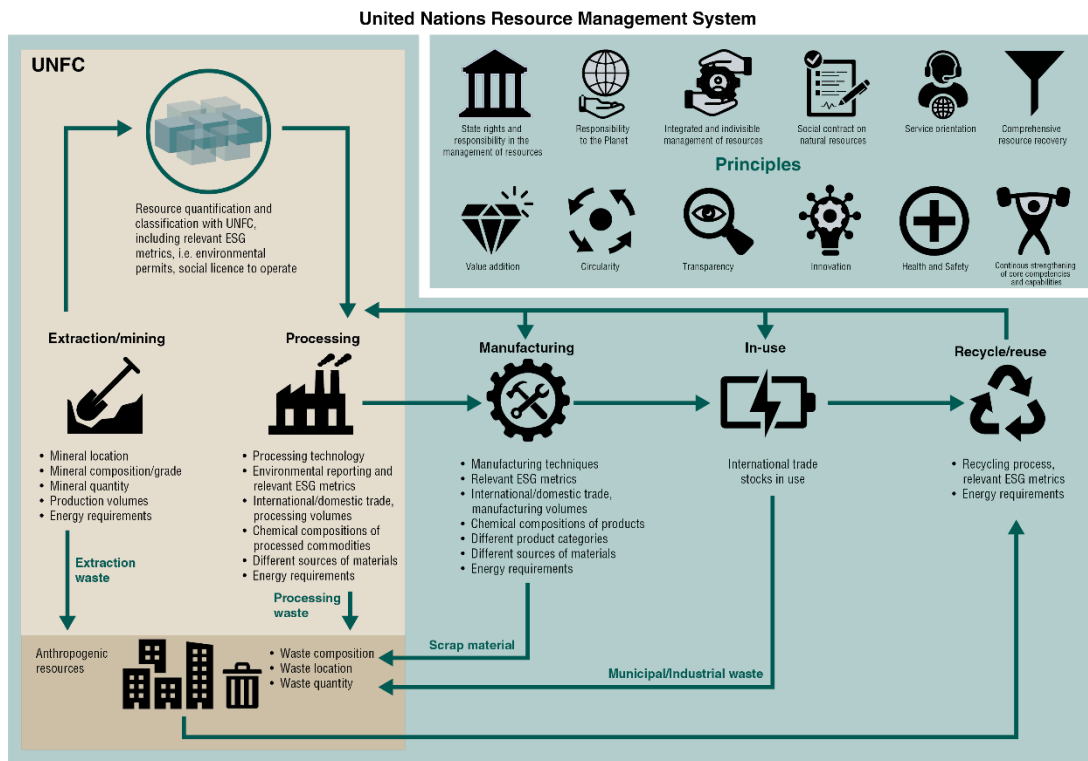 United Nations Resource Management System
UNFC
Resource quantification and
classification with UNFC,
including relevant ESG
metrics, i.e. environmental
permits, social licence to operate
State rights and
responsibility in the
management of resources
Responsibility
to the Planet
Integrated and indivisible
management of resources
Social contract on
natural resources
Service orientation
Comprehensive
resource recovery
Principles
Value addition
Circularity
Transparency
Innovation
Health and Safety
Continous strengthening
of sore competencies
and capabilities
Extraction/mining
• Mineral location
• Mineral composition/grade
• Mineral quantity
• Production volumes
• Energy requirements
Extraction
waste
Processing
• Processing technology
• Environmental reporting and
relevant ESG metrics
• International/domestic trade,
processing volumes
• Chemical compositions of
processed commodities
• Different sources of materials
• Energy requirements
Processing
waste
Manufacturing
• Manufacturing techniques
• Relevant ESG metrics
• International/domestic trade,
manufacturing volumes
• Chemical compositions of products
• Different product categories
• Different sources of materials
• Energy requirements
Scrap material
In-use
International trade
stocks in use
Municipal/Industrial waste
Recycle/reuse
• Recycling process,
relevant ESG metrics
• Energy requirements
Anthropogenic
resources
• Waste composition
• Waste location
• Waste quantity